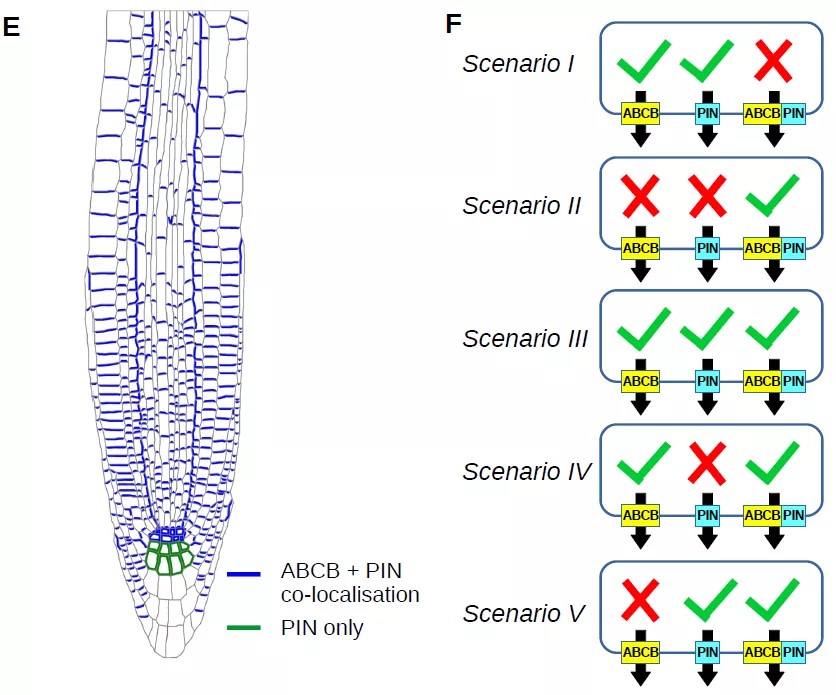 E
ABCB + PIN
co-localisation
PIN only
F
Scenario I
ABCB PIN ABCB PIN
Scenario II
ABCB PIN ABCB PIN
Scenario III
ABCB PIN ABCB PIN
Scenario IV
ABCB PIN ABCB PIN
Scenario V
ABCB PIN ABCB PIN